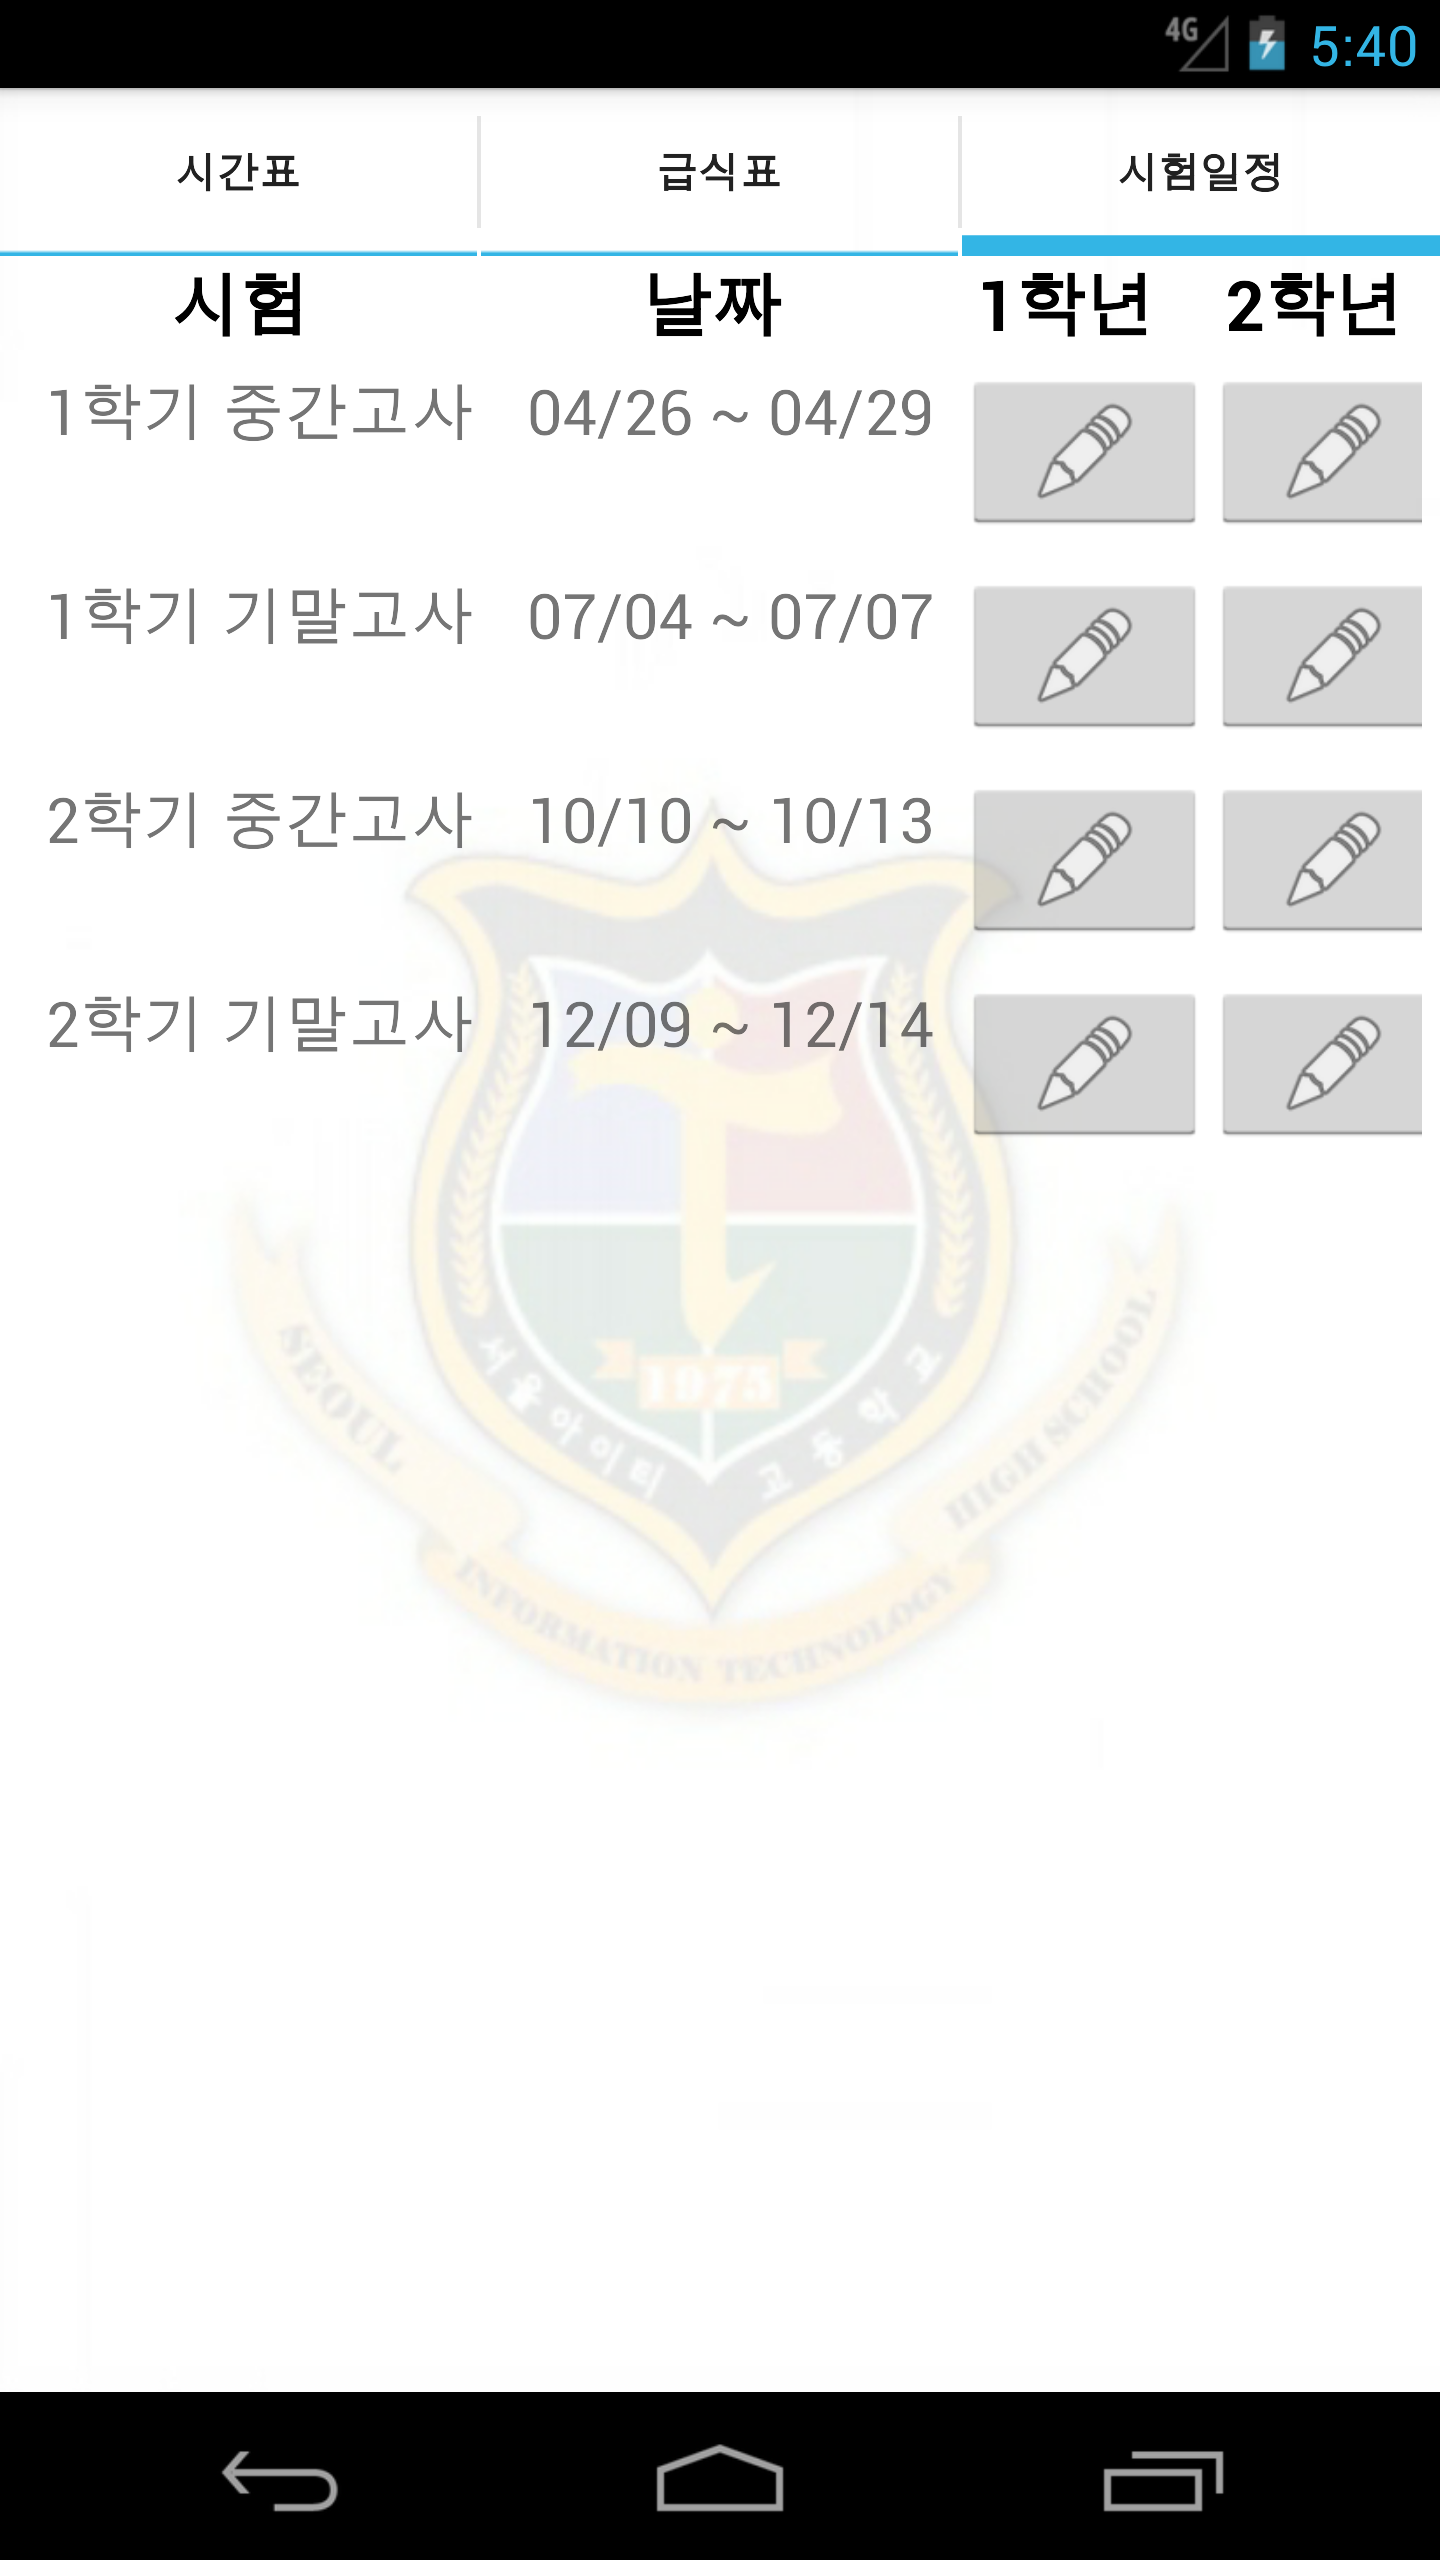 4G 5:40
시간표 급식표 시험일정
시험 날짜 1학년 2학년
1학기 중간고사 04/26 ~ 04/29
1학기 기말고사 07/04 ~ 07/07
2학기 중간고사 10/10 ~ 10/13
2학기 기말고사 12/09 ~ 12/14
1975
서울아이티 고등학교
SEOUL INFORMATION TECHNOLOGY HIGH SCHOOL